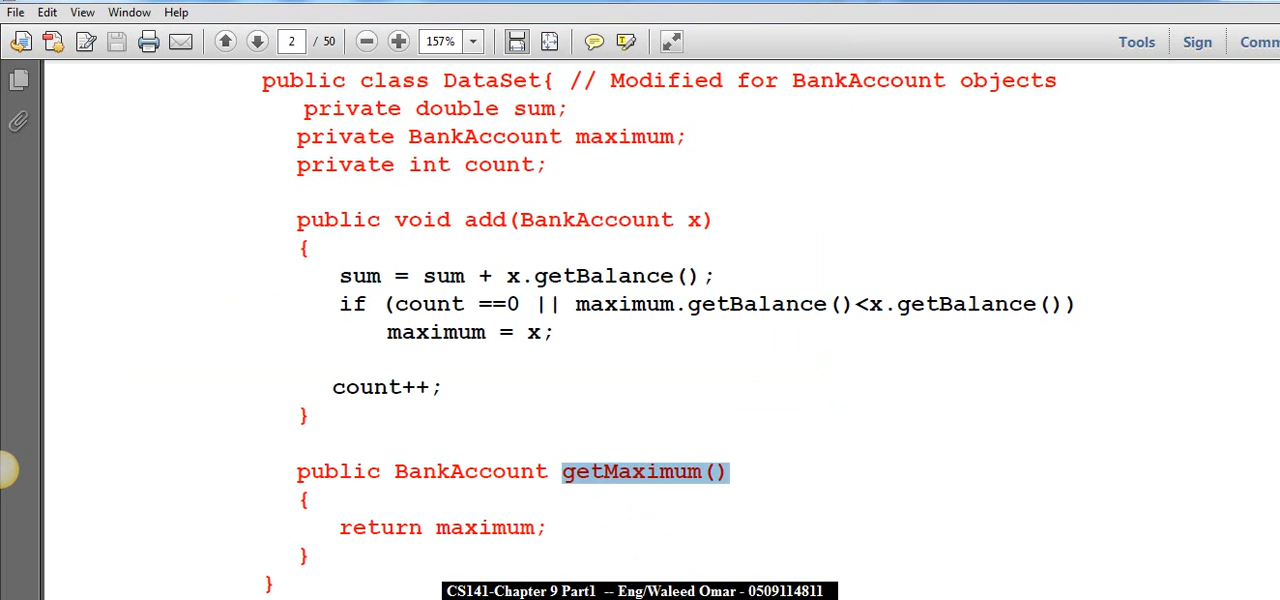 File Edit View Window Help
2 / 50 157% Tools Sign Comm
public class DataSet{ // Modified for BankAccount objects
private double sum;
private BankAccount maximum;
private int count;
public void add(BankAccount x)
{
sum = sum + x.getBalance();
if (count ==0 || maximum.getBalance()<x.getBalance())
maximum = x;
count++;
}
public BankAccount getMaximum()
{
return maximum;
}
}
CS141-Chapter 9 Part1 -- Eng/Waleed Omar - 0509114811